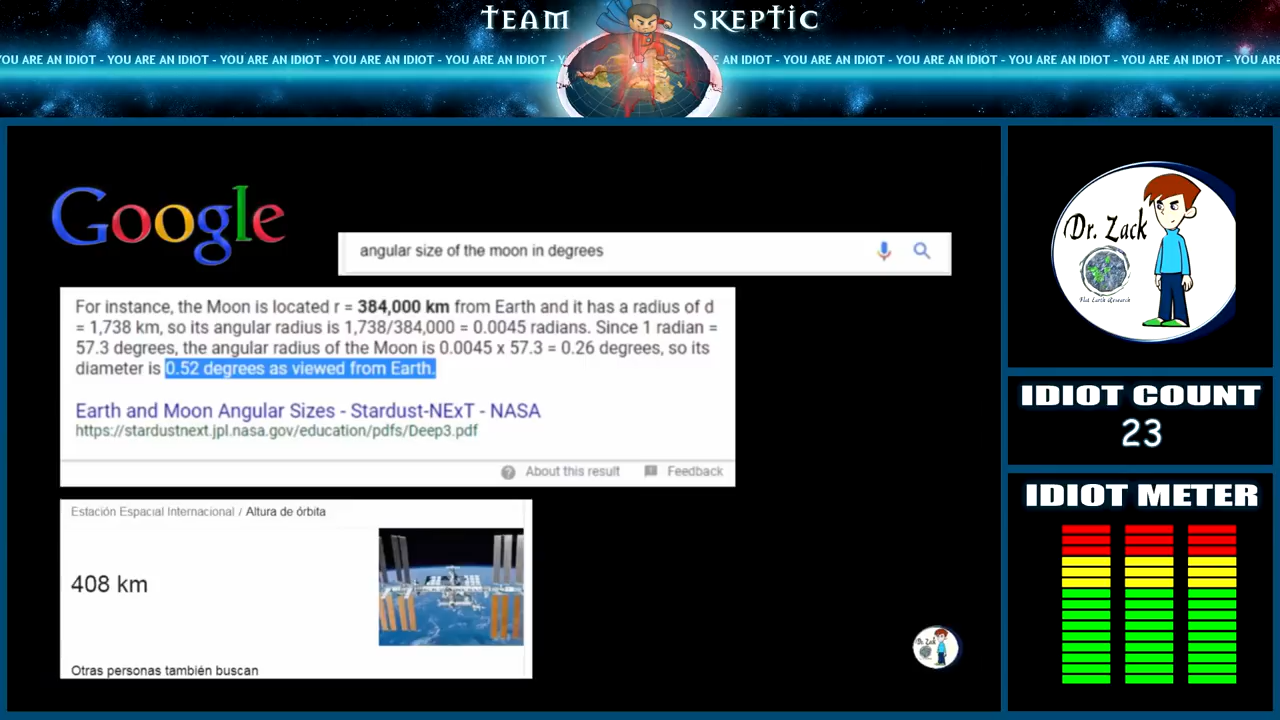 TEAM SKEPTIC
YOU ARE AN IDIOT - YOU ARE AN IDIOT - YOU ARE AN IDIOT - YOU ARE AN IDIOT - YOU ARE AN IDIOT - AN IDIOT - YOU ARE AN IDIOT - YOU ARE AN IDIOT - YOU ARE AN IDIOT - YOU ARE AN IDIOT - YOU ARE
Google
angular size of the moon in degrees
For instance, the Moon is located r = 384,000 km from Earth and it has a radius of d
= 1,738 km, so its angular radius is 1,738/384,000 = 0.0045 radians. Since 1 radian =
57.3 degrees, the angular radius of the Moon is 0.0045 x 57.3 = 0.26 degrees, so its
diameter is 0.52 degrees as viewed from Earth.
Earth and Moon Angular Sizes - Stardust-NExT - NASA
https://stardustnext.jpl.nasa.gov/education/pdfs/Deep3.pdf
About this result Feedback
Estación Espacial Internacional / Altura de órbita
408 km
Otras personas también buscan
Dr. Zack
Dr. Zack
Flat Earth Research
IDIOT COUNT
23
IDIOT METER